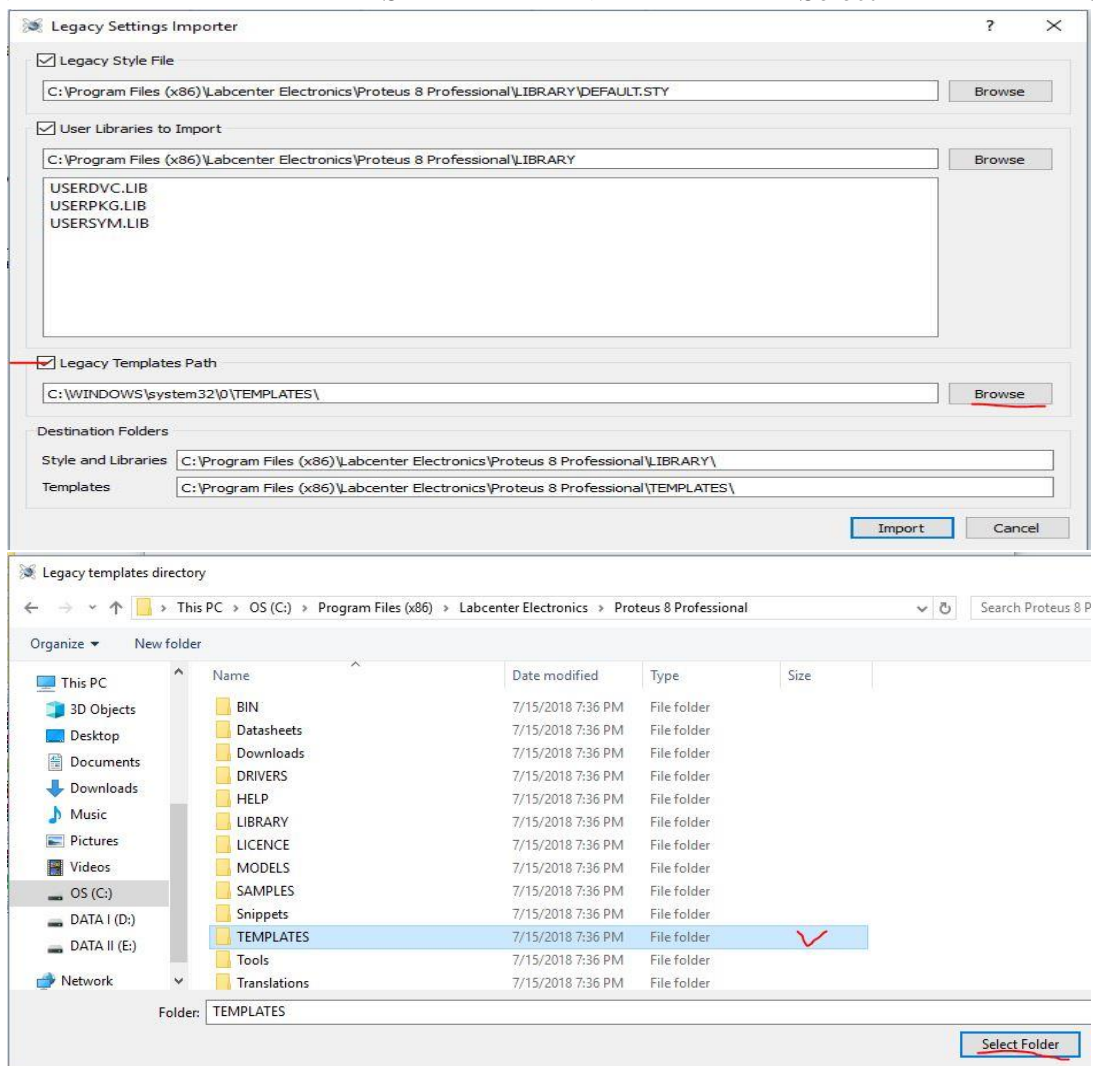 Legacy Settings Importer ? ×
Legacy Style File
C:\Program Files (x86)\Labcenter Electronics\Proteus 8 Professional\LIBRARY\DEFAULT.STY Browse
User Libraries to Import
C:\Program Files (x86)\Labcenter Electronics\Proteus 8 Professional\LIBRARY Browse
USERDVC.LIB
USERPKG.LIB
USERSYM.LIB
Legacy Templates Path
C:\WINDOWS\system32\0\TEMPLATES\ Browse
Destination Folders
Style and Libraries C:\Program Files (x86)\Labcenter Electronics\Proteus 8 Professional\LIBRARY\
Templates C:\Program Files (x86)\Labcenter Electronics\Proteus 8 Professional\TEMPLATES\
Import Cancel
Legacy templates directory
This PC > OS (C:) > Program Files (x86) > Labcenter Electronics > Proteus 8 Professional Search Proteus 8 P
Organize New folder
This PC Name Date modified Type Size
3D Objects BIN 7/15/2018 7:36 PM File folder
Desktop Datasheets 7/15/2018 7:36 PM File folder
Documents Downloads 7/15/2018 7:36 PM File folder
Downloads DRIVERS 7/15/2018 7:36 PM File folder
HELP 7/15/2018 7:36 PM File folder
Music LIBRARY 7/15/2018 7:36 PM File folder
Pictures LICENCE 7/15/2018 7:36 PM File folder
Videos MODELS 7/15/2018 7:36 PM File folder
OS (C:) SAMPLES 7/15/2018 7:36 PM File folder
DATA I (D:) Snippets 7/15/2018 7:36 PM File folder
DATA II (E:) TEMPLATES 7/15/2018 7:36 PM File folder
Tools 7/15/2018 7:36 PM File folder
Network Translations 7/15/2018 7:36 PM File folder
Folder: TEMPLATES
Select Folder